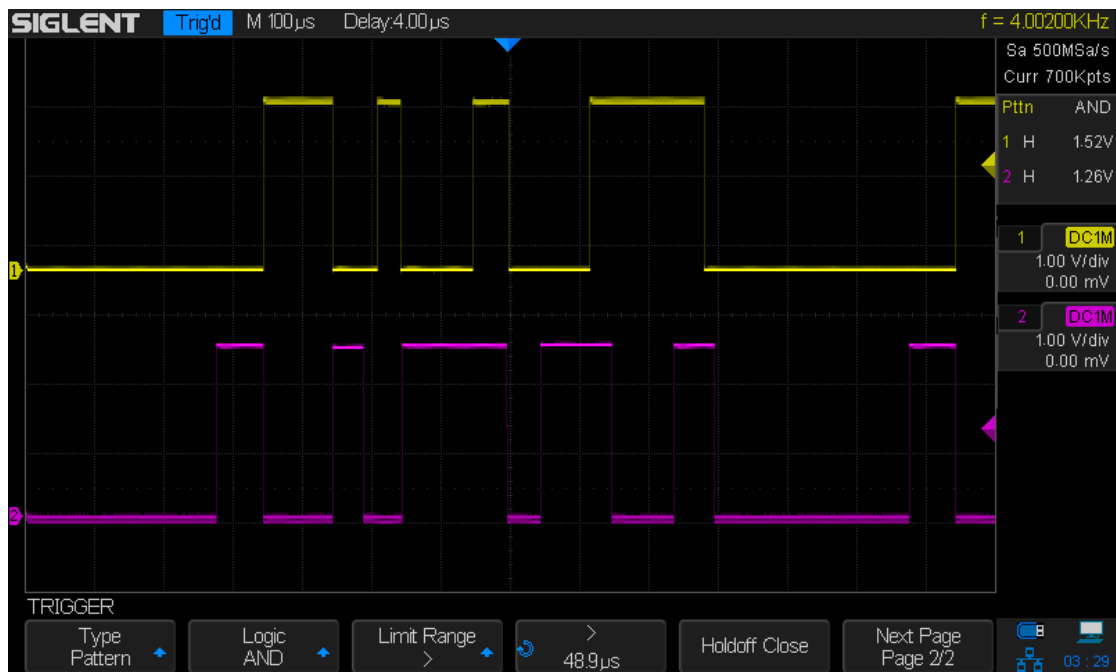 SIGLENT Trig'd M 100µs Delay:4.00µs f = 4.00200KHz
Sa 500MSa/s
Curr 700Kpts
Pttn AND
1 H 1.52V
2 H 1.26V
1 DC1M
1.00 V/div
0.00 mV
2 DC1M
1.00 V/div
0.00 mV
1
2
TRIGGER
Type
Pattern
Logic
AND
Limit Range
>
>
48.9µs
Holdoff Close
Next Page
Page 2/2
03 : 29